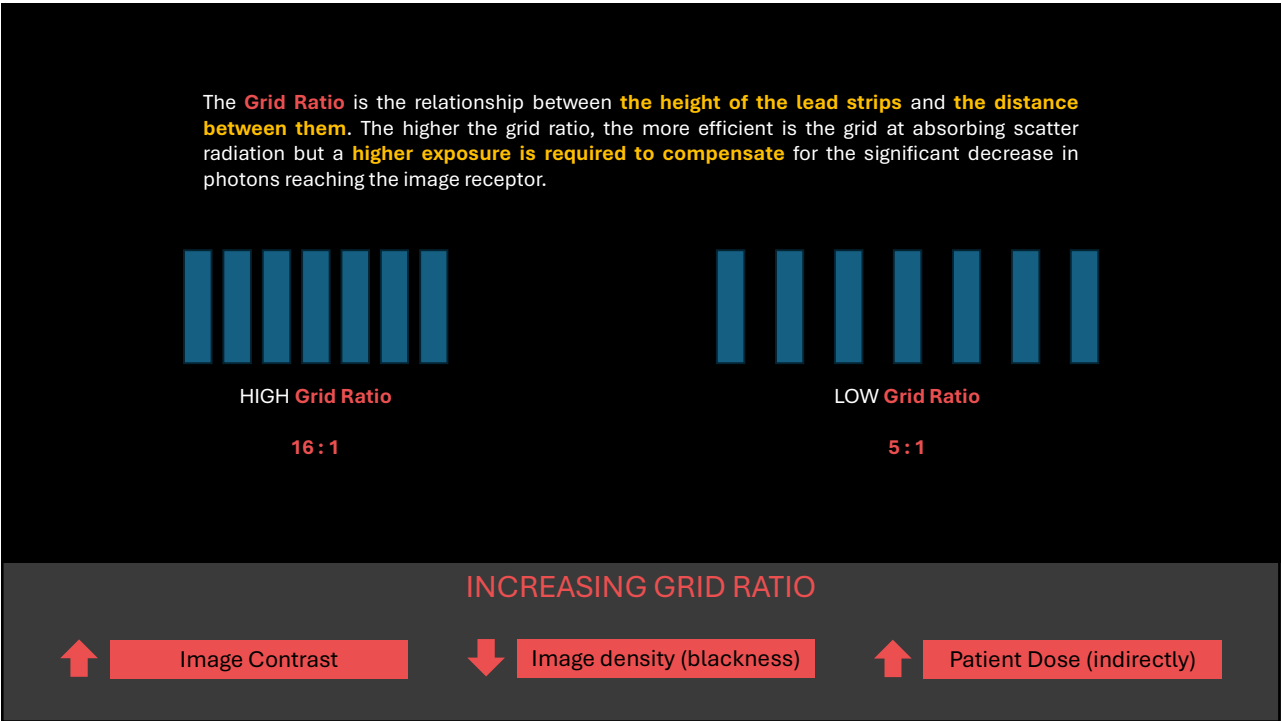 The Grid Ratio is the relationship between the height of the lead strips and the distance
between them. The higher the grid ratio, the more efficient is the grid at absorbing scatter
radiation but a higher exposure is required to compensate for the significant decrease in
photons reaching the image receptor.
HIGH Grid Ratio
16 : 1
LOW Grid Ratio
5 : 1
INCREASING GRID RATIO
Image Contrast
Image density (blackness)
Patient Dose (indirectly)